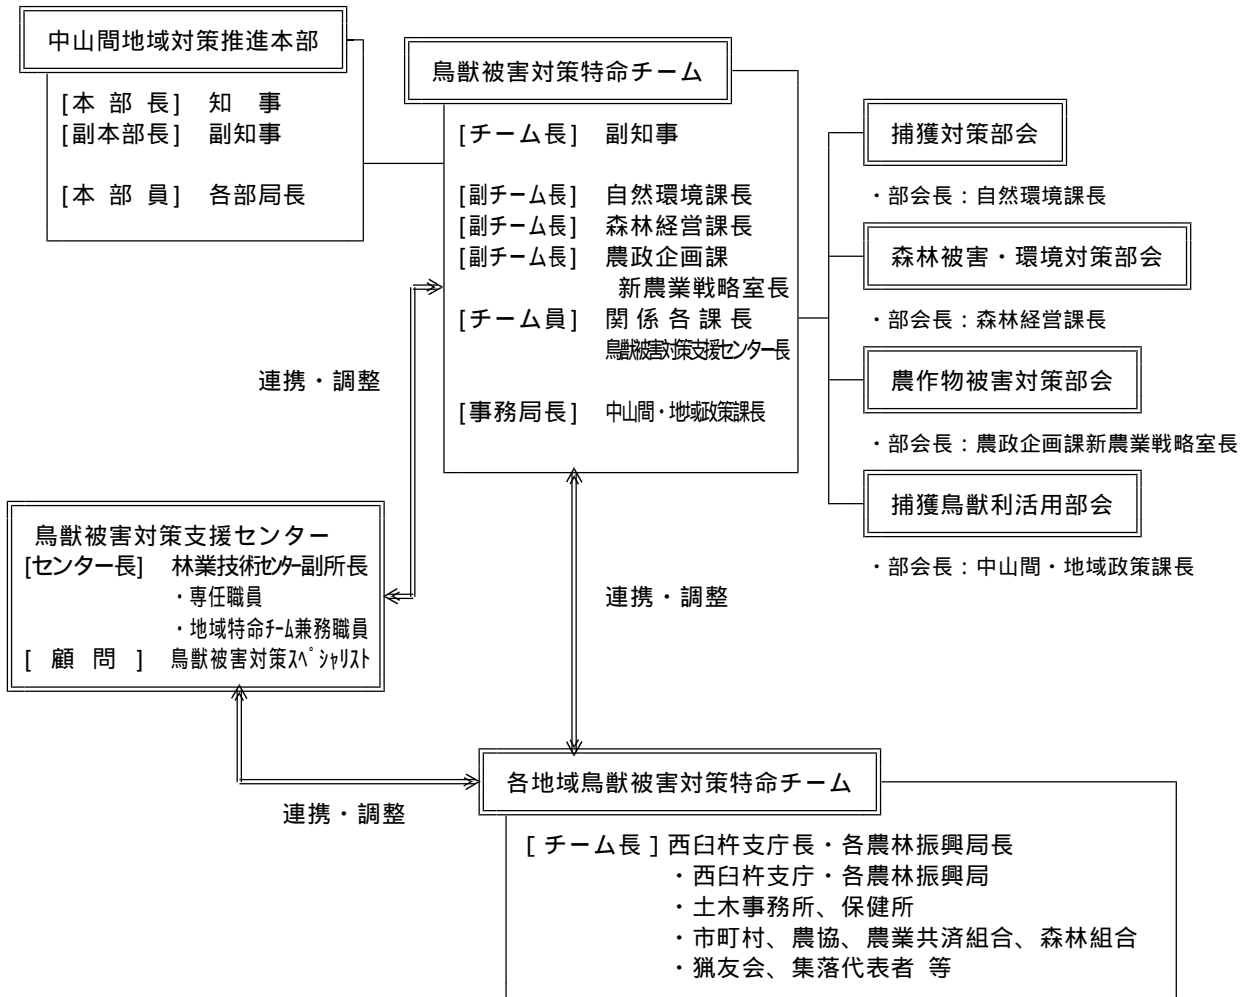 中山間地域対策推進本部
[本 部 長] 知 事
[副本部長] 副知事
[本 部 員] 各部局長
鳥獣被害対策特命チーム
[チーム長] 副知事
[副チーム長] 自然環境課長
[副チーム長] 森林経営課長
[副チーム長] 農政企画課
新農業戦略室長
[チーム員] 関 係 各 課 長
鳥獣被害対策支援センター長
[事務局長] 中山間・地域政策課長
捕獲対策部会
・部会長：自然環境課長
森林被害・環境対策部会
・部会長：森林経営課長
農作物被害対策部会
・部会長：農政企画課新農業戦略室長
捕獲鳥獣利活用部会
・部会長：中山間・地域政策課長
連携・調整
鳥獣被害対策支援センター
[センター長] 林業技術ｾﾝﾀｰ副所長
・専任職員
・地域特命ﾁｰﾑ兼務職員
[ 顧 問 ] 鳥獣被害対策ｽﾍﾟｼｬﾘｽﾄ
連携・調整
連携・調整
各地域鳥獣被害対策特命チーム
[ チーム長 ] 西臼杵支庁長・各農林振興局長
・西臼杵支庁・各農林振興局
・土木事務所、保健所
・市町村、農協、農業共済組合、森林組合
・猟友会、集落代表者 等